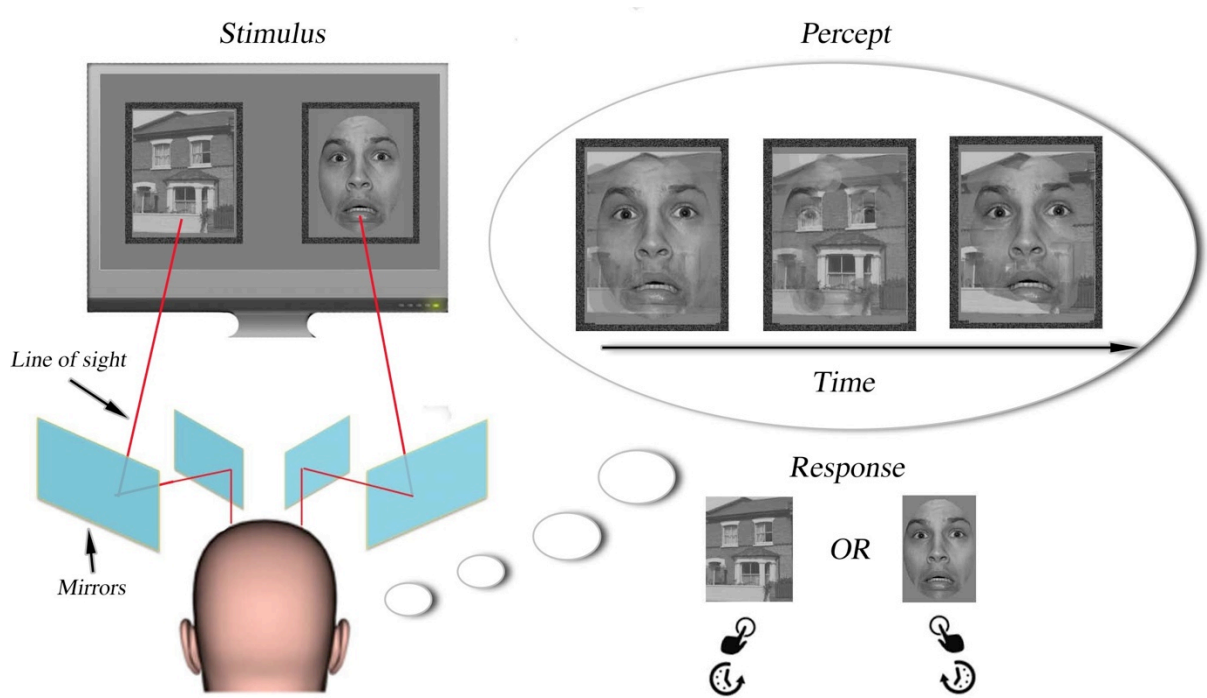 Stimulus
Percept
Line of sight
Time
Response
OR
Mirrors